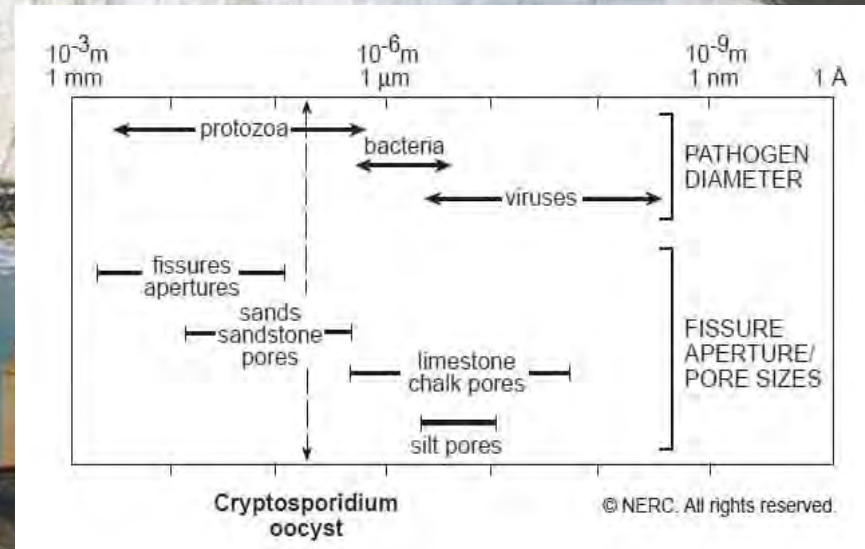 10⁻³m 10⁻⁶m 10⁻⁹m
1 mm 1 µm 1 nm 1 Å
protozoa
bacteria
viruses
PATHOGEN
DIAMETER
fissures
apertures
sands
sandstone
pores
limestone
chalk pores
silt pores
FISSURE
APERTURE/
PORE SIZES
Cryptosporidium
oocyst
© NERC. All rights reserved.